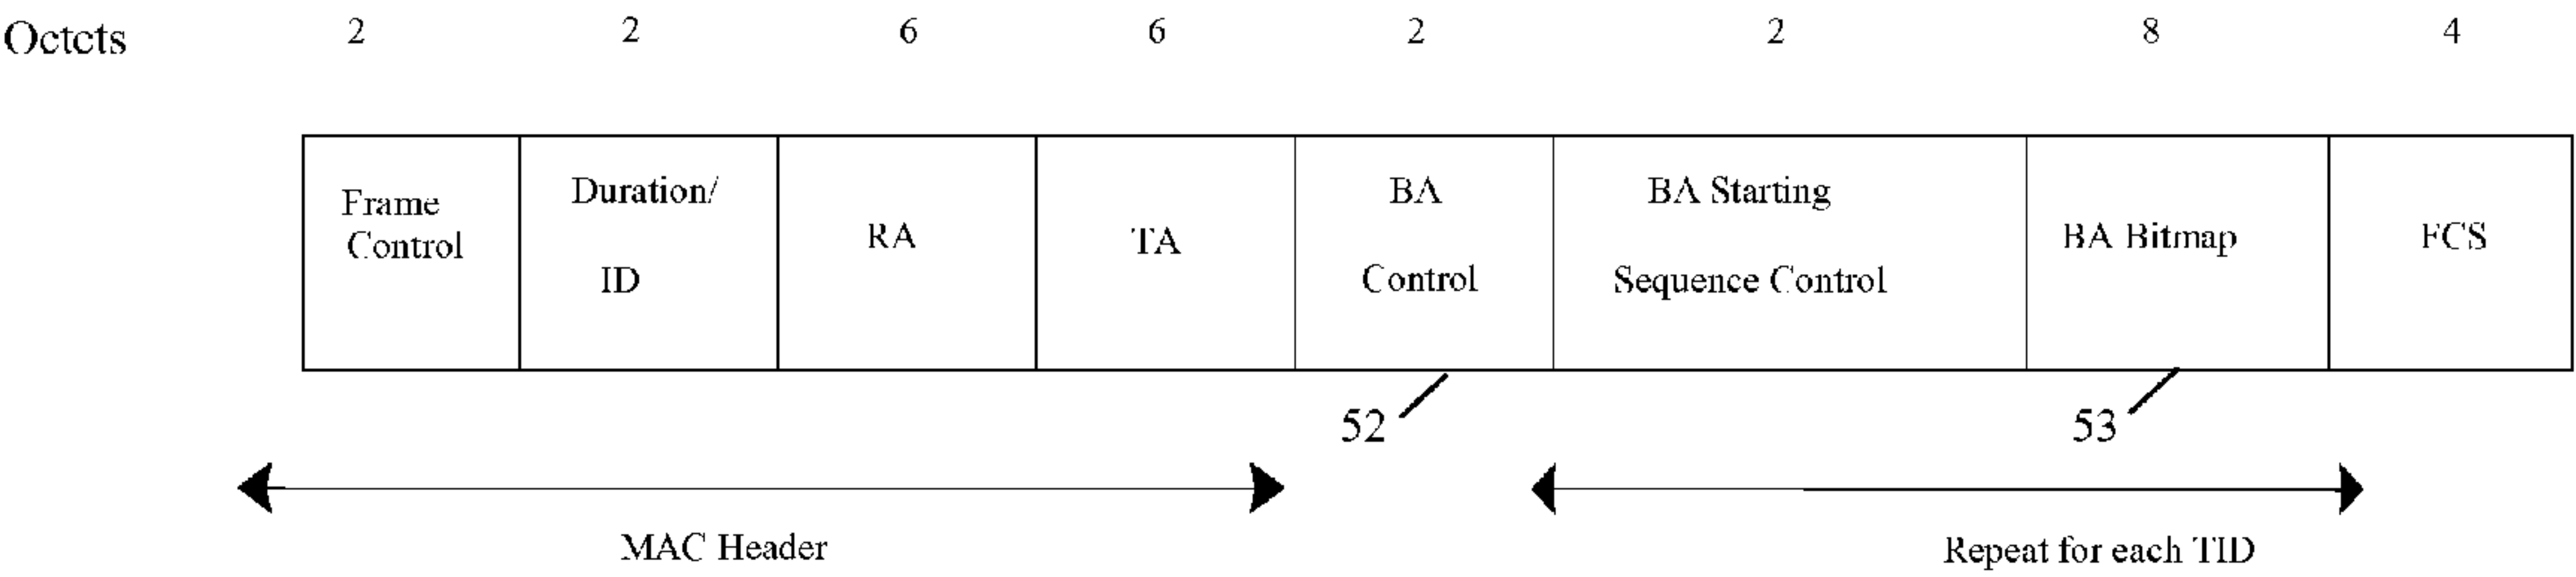 Octets 2 2 6 6 2 2 8 4
Frame
Control
Duration/
ID
RA
TA
BA
Control
BA Starting
Sequence Control
BA Bitmap
FCS
52
53
MAC Header
Repeat for each TID